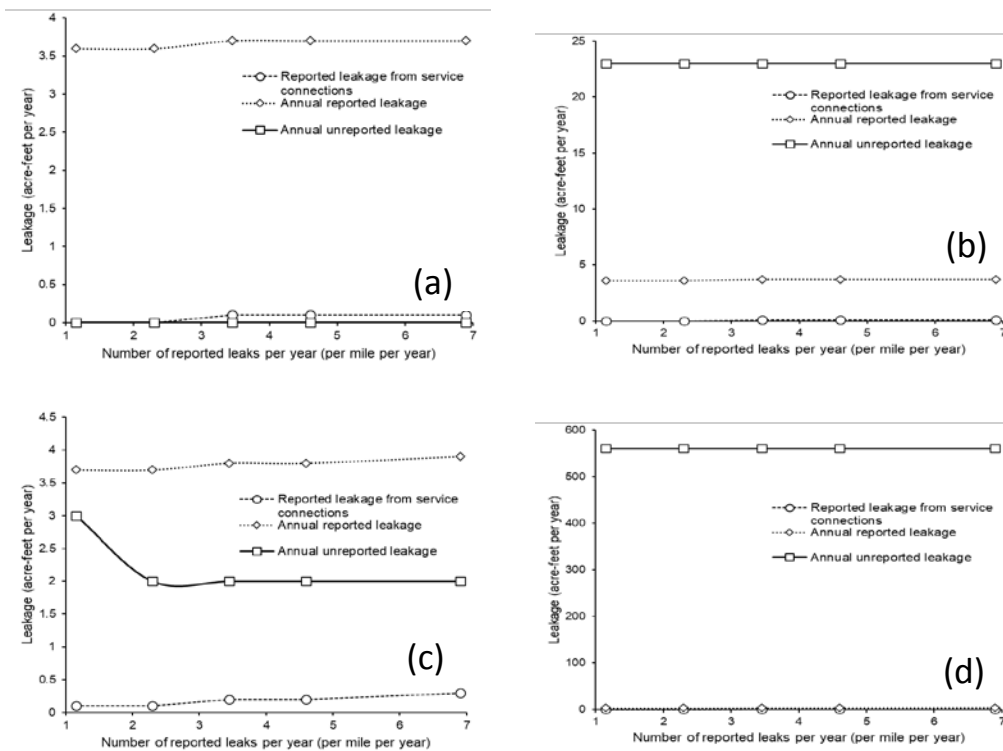 4
3.5
3
2.5
2
1.5
1
0.5
0
Leakage (acre-feet per year)
Reported leakage from service
connections
Annual reported leakage
Annual unreported leakage
(a)
1 2 3 4 5 6 7
Number of reported leaks per year (per mile per year)
25
20
15
10
5
0
Leakage (acre-feet per year)
Reported leakage from service
connections
Annual reported leakage
Annual unreported leakage
(b)
1 2 3 4 5 6 7
Number of reported leaks per year (per mile per year)
4.5
4
3.5
3
2.5
2
1.5
1
0.5
0
Leakage (acre-feet per year)
Reported leakage from service
connections
Annual reported leakage
Annual unreported leakage
(c)
1 2 3 4 5 6 7
Number of reported leaks per year (per mile per year)
600
500
400
300
200
100
0
Leakage (acre-feet per year)
Reported leakage from service
connections
Annual reported leakage
Annual unreported leakage
(d)
1 2 3 4 5 6 7
Number of reported leaks per year (per mile per year)